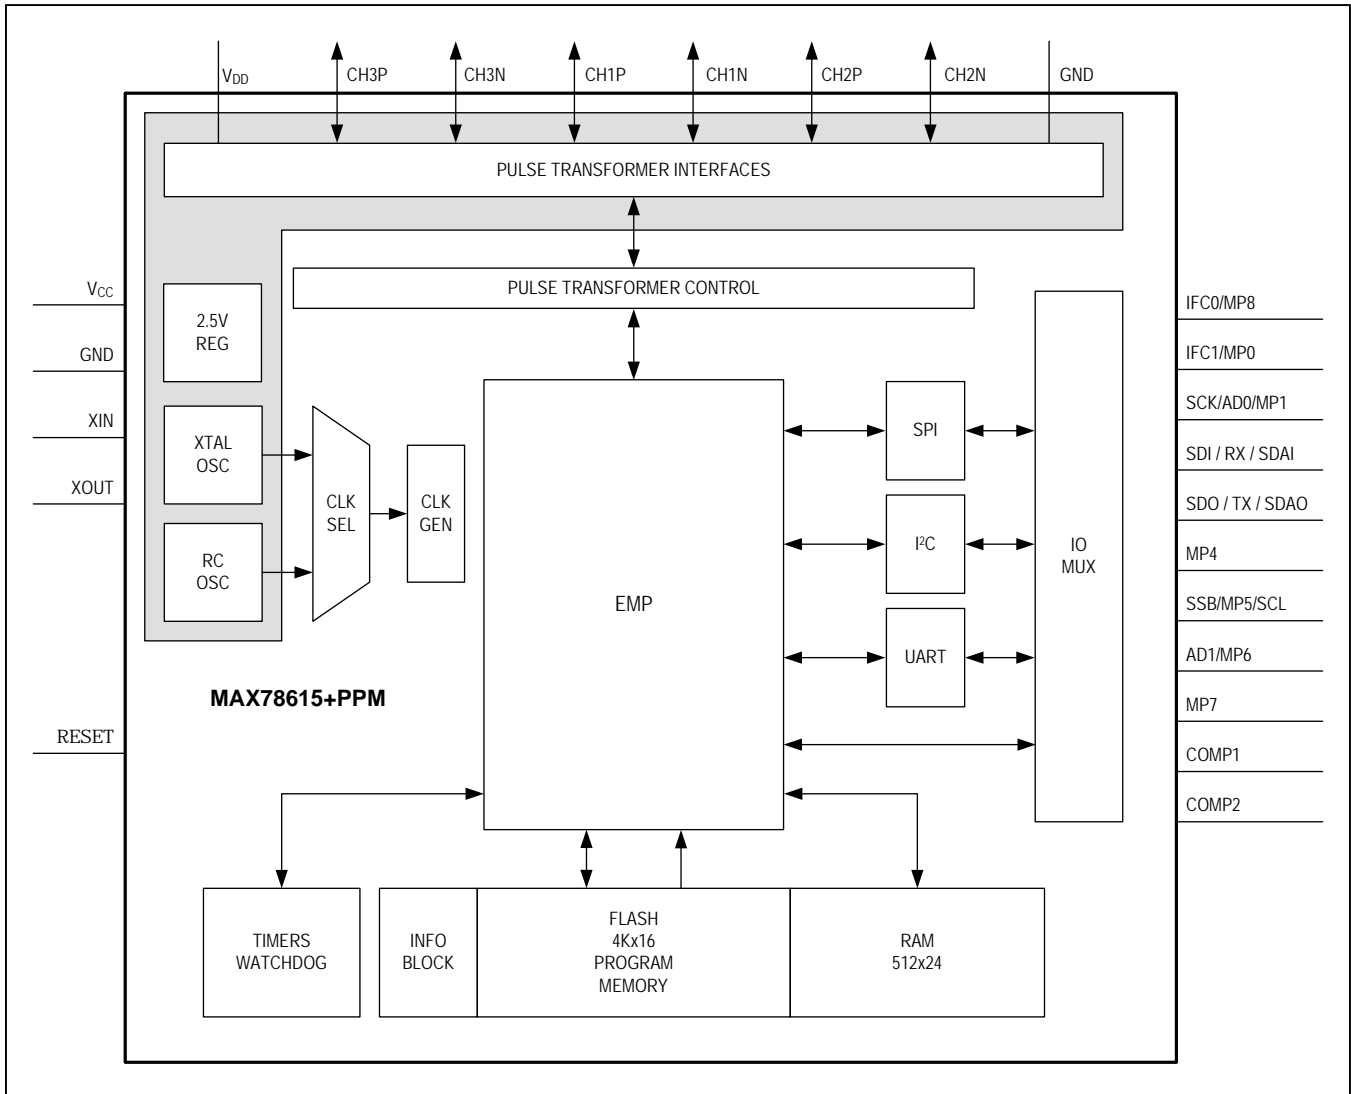 VDD
CH3P
CH3N
CH1P
CH1N
CH2P
CH2N
GND
PULSE TRANSFORMER INTERFACES
PULSE TRANSFORMER CONTROL
VCC
GND
XIN
XOUT
RESET
2.5V
REG
XTAL
OSC
RC
OSC
CLK
SEL
CLK
GEN
EMP
SPI
I²C
UART
IO
MUX
IFC0/MP8
IFC1/MP0
SCK/AD0/MP1
SDI / RX / SDAI
SDO / TX / SDAO
MP4
SSB/MP5/SCL
AD1/MP6
MP7
COMP1
COMP2
MAX78615+PPM
TIMERS
WATCHDOG
INFO
BLOCK
FLASH
4Kx16
PROGRAM
MEMORY
RAM
512x24